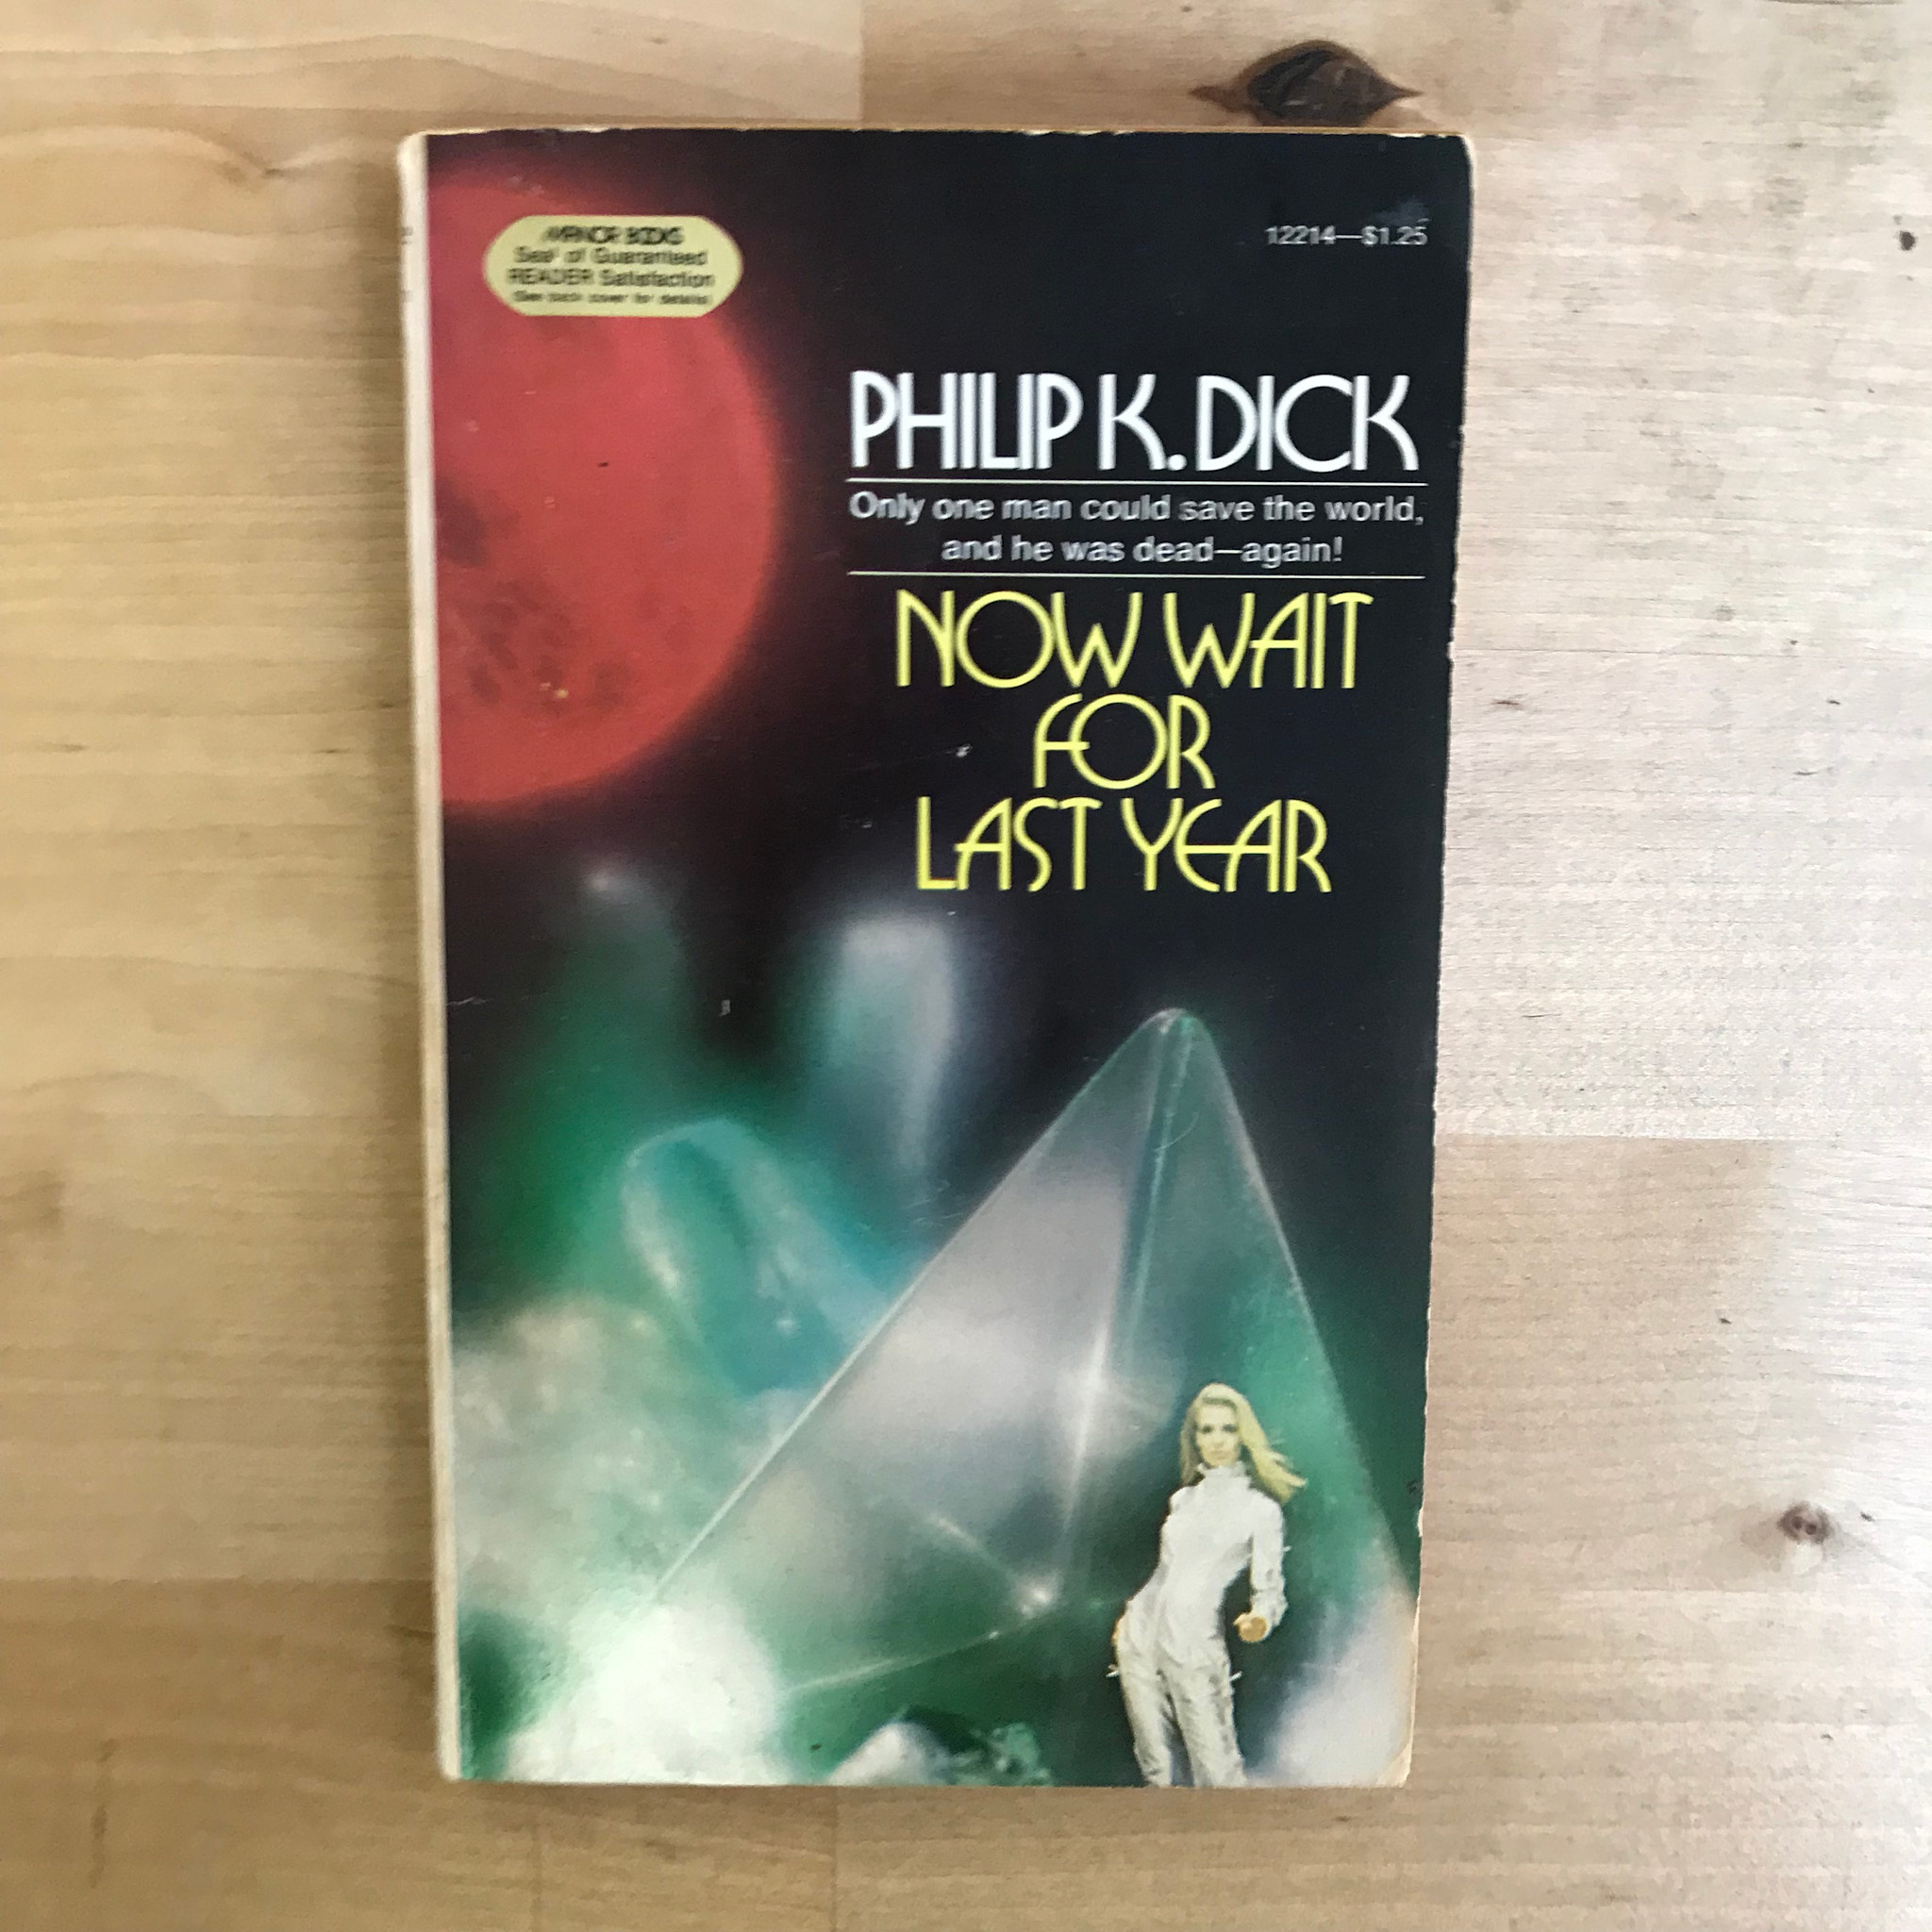 MANOR BOOKS
Seal of Guaranteed
READER Satisfaction
(See back cover for details)
12214—$1.25
PHILIP K. DICK
Only one man could save the world,
and he was dead—again!
NOW WAIT
FOR
LAST YEAR